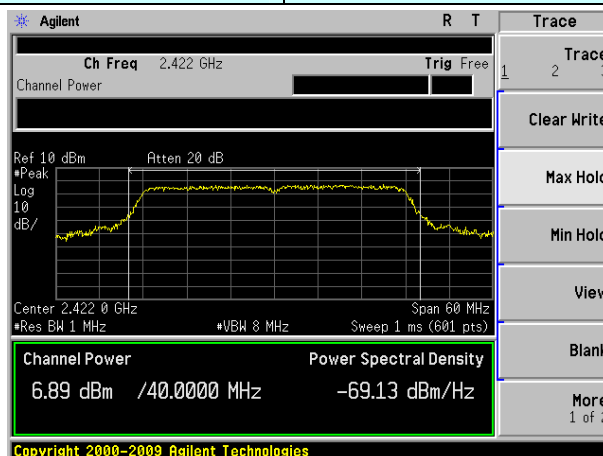 Agilent R T Trace
Ch Freq 2.422 GHz Trig Free
Channel Power
Trace
1 2
Clear Write
Max Hold
Min Hold
View
Blank
More
1 of
Ref 10 dBm Atten 20 dB
#Peak
Log
10
dB/
Center 2.422 0 GHz Span 60 MHz
#Res BW 1 MHz #VBW 8 MHz Sweep 1 ms (601 pts)
Channel Power Power Spectral Density
6.89 dBm /40.0000 MHz -69.13 dBm/Hz
Copyright 2000-2009 Agilent Technologies